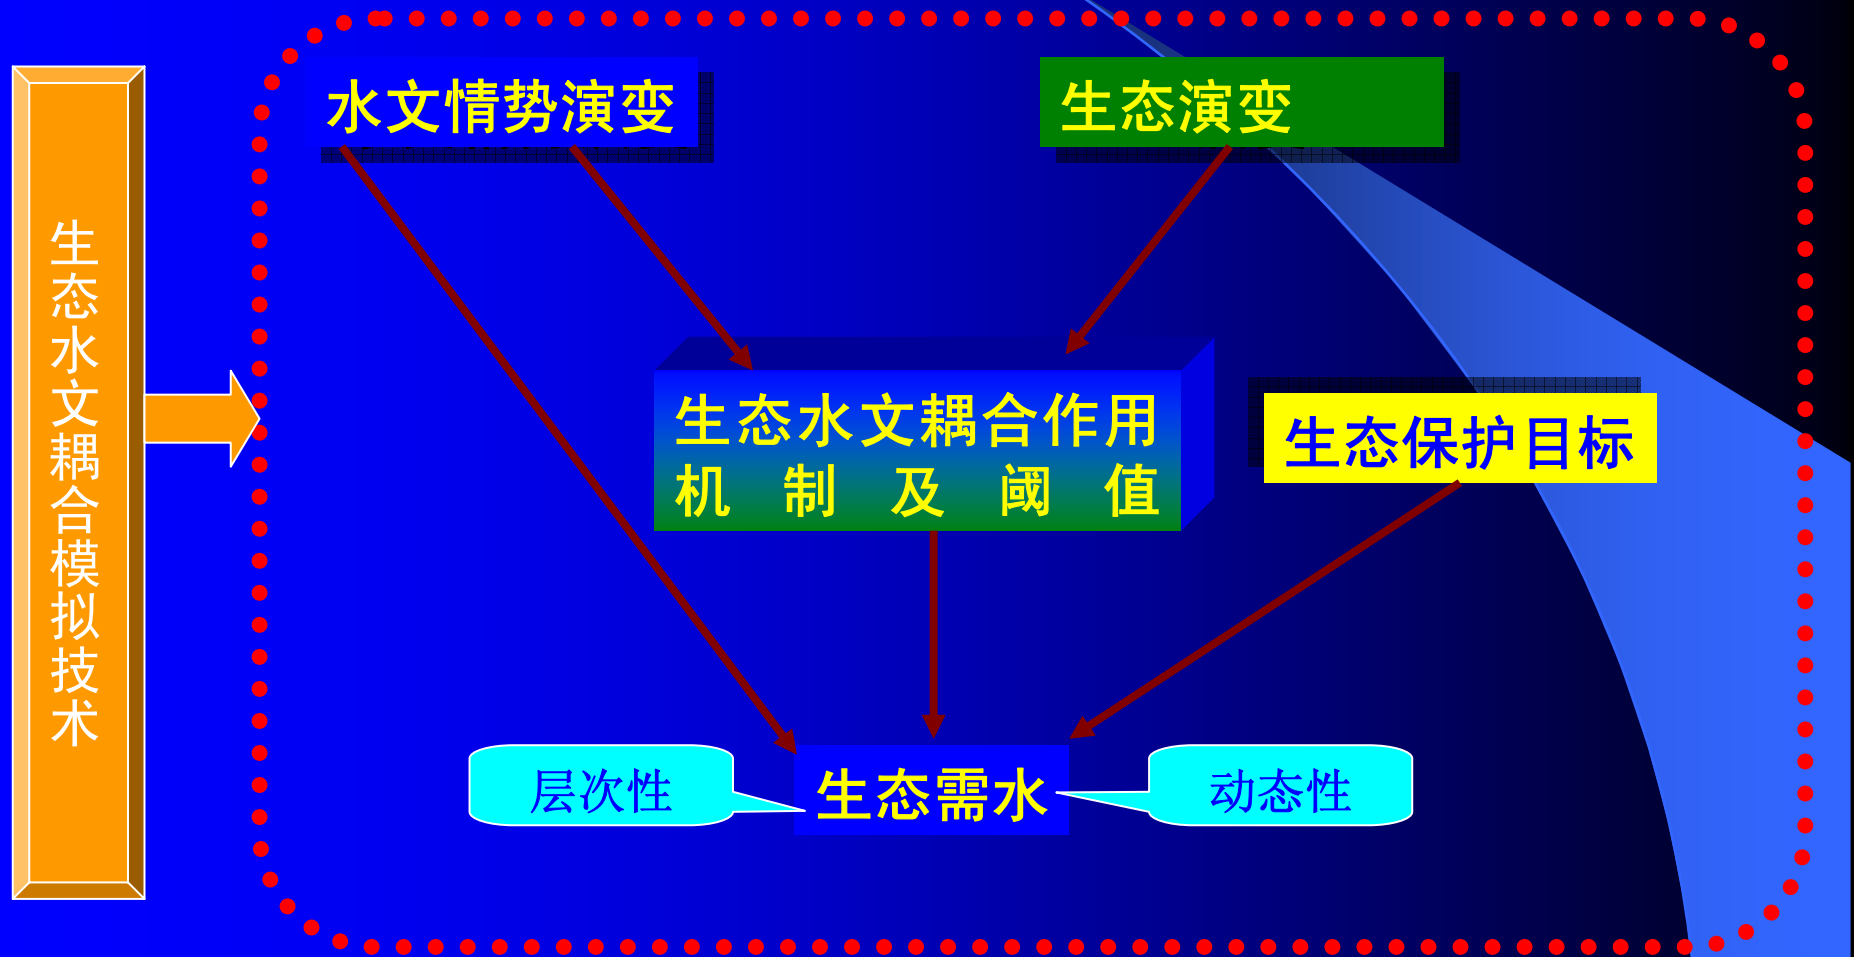 生态水文耦合模拟技术
水文情势演变
生态演变
生态水文耦合作用
机制及阈值
生态保护目标
层次性
生态需水
动态性